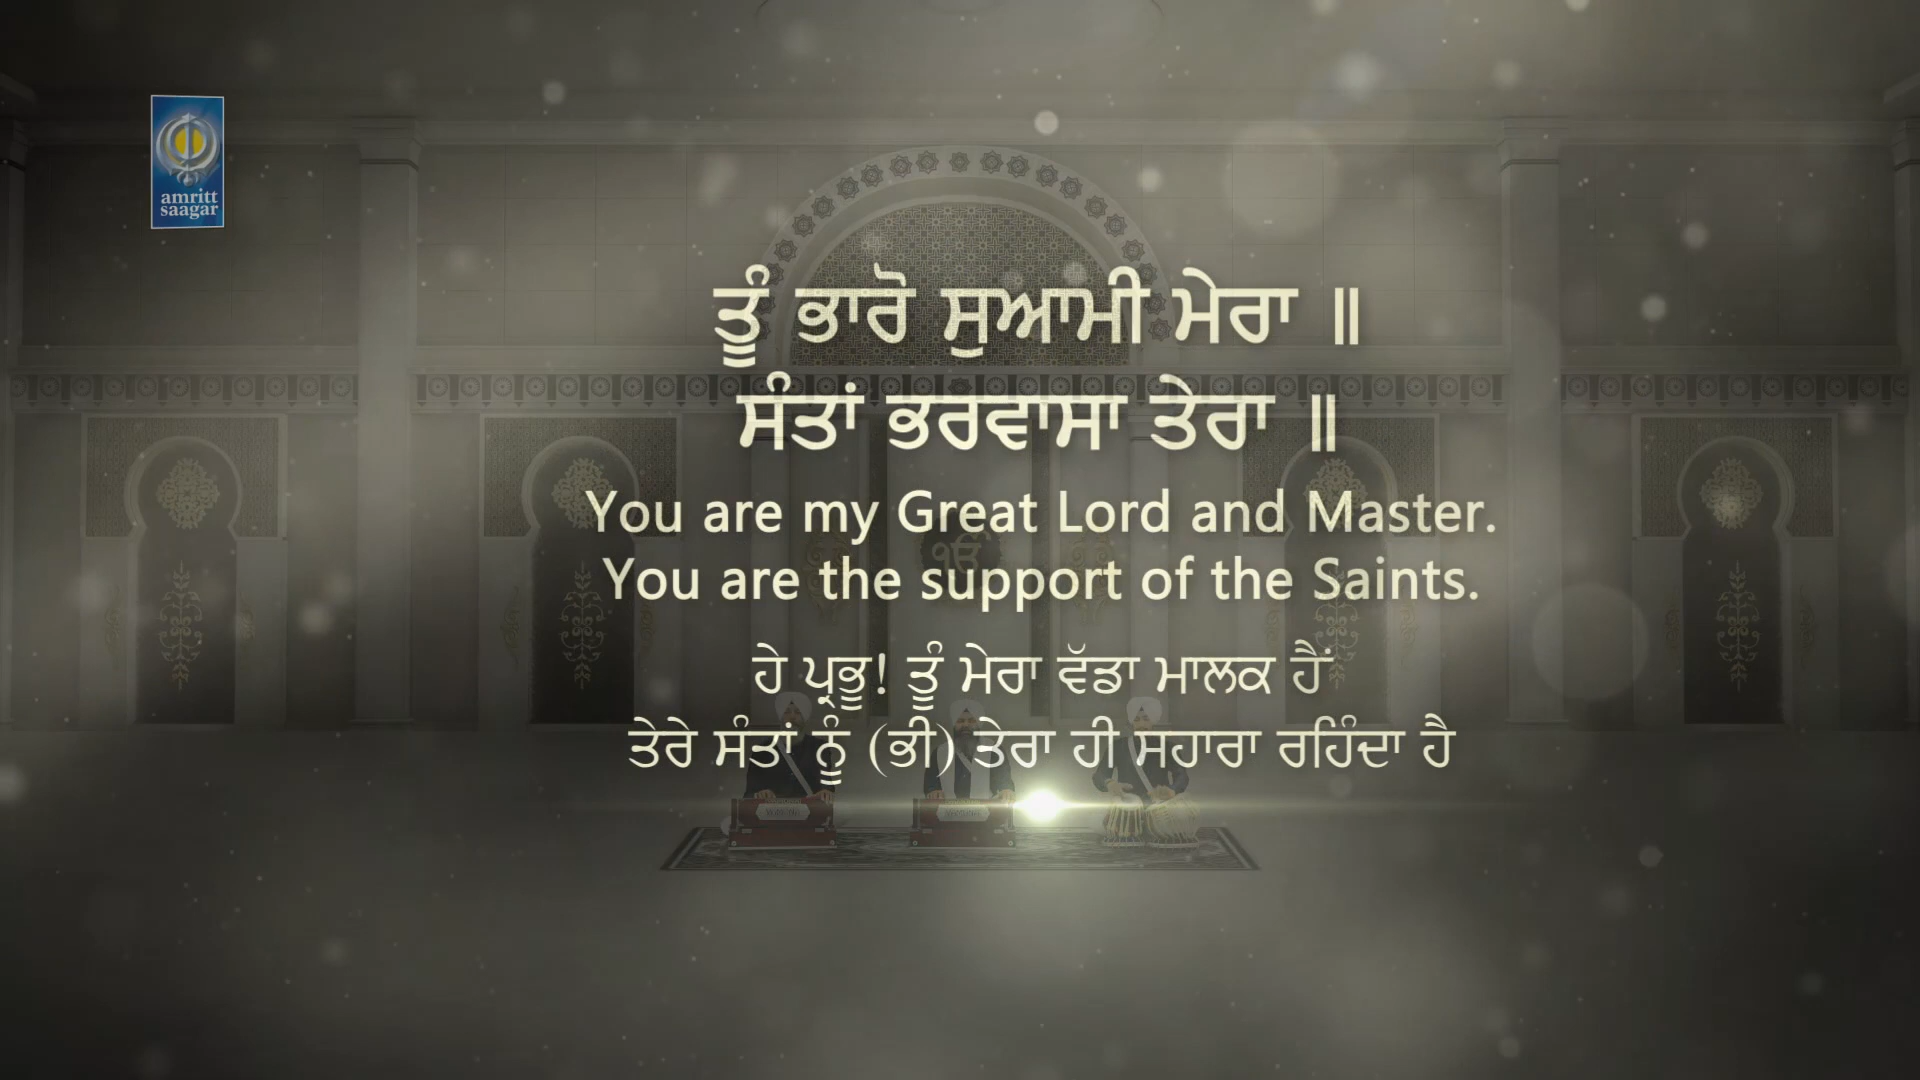 amritt
saagar
ਤੂੰ ਭਾਰੋ ਸੁਆਮੀ ਮੇਰਾ ॥
ਸੰਤਾਂ ਭਰਵਾਸਾ ਤੇਰਾ ॥
You are my Great Lord and Master.
You are the support of the Saints.
ਹੇ ਪ੍ਰਭੂ! ਤੂੰ ਮੇਰਾ ਵੱਡਾ ਮਾਲਕ ਹੈਂ
ਤੇਰੇ ਸੰਤਾਂ ਨੂੰ (ਭੀ) ਤੇਰਾ ਹੀ ਸਹਾਰਾ ਰਹਿੰਦਾ ਹੈ